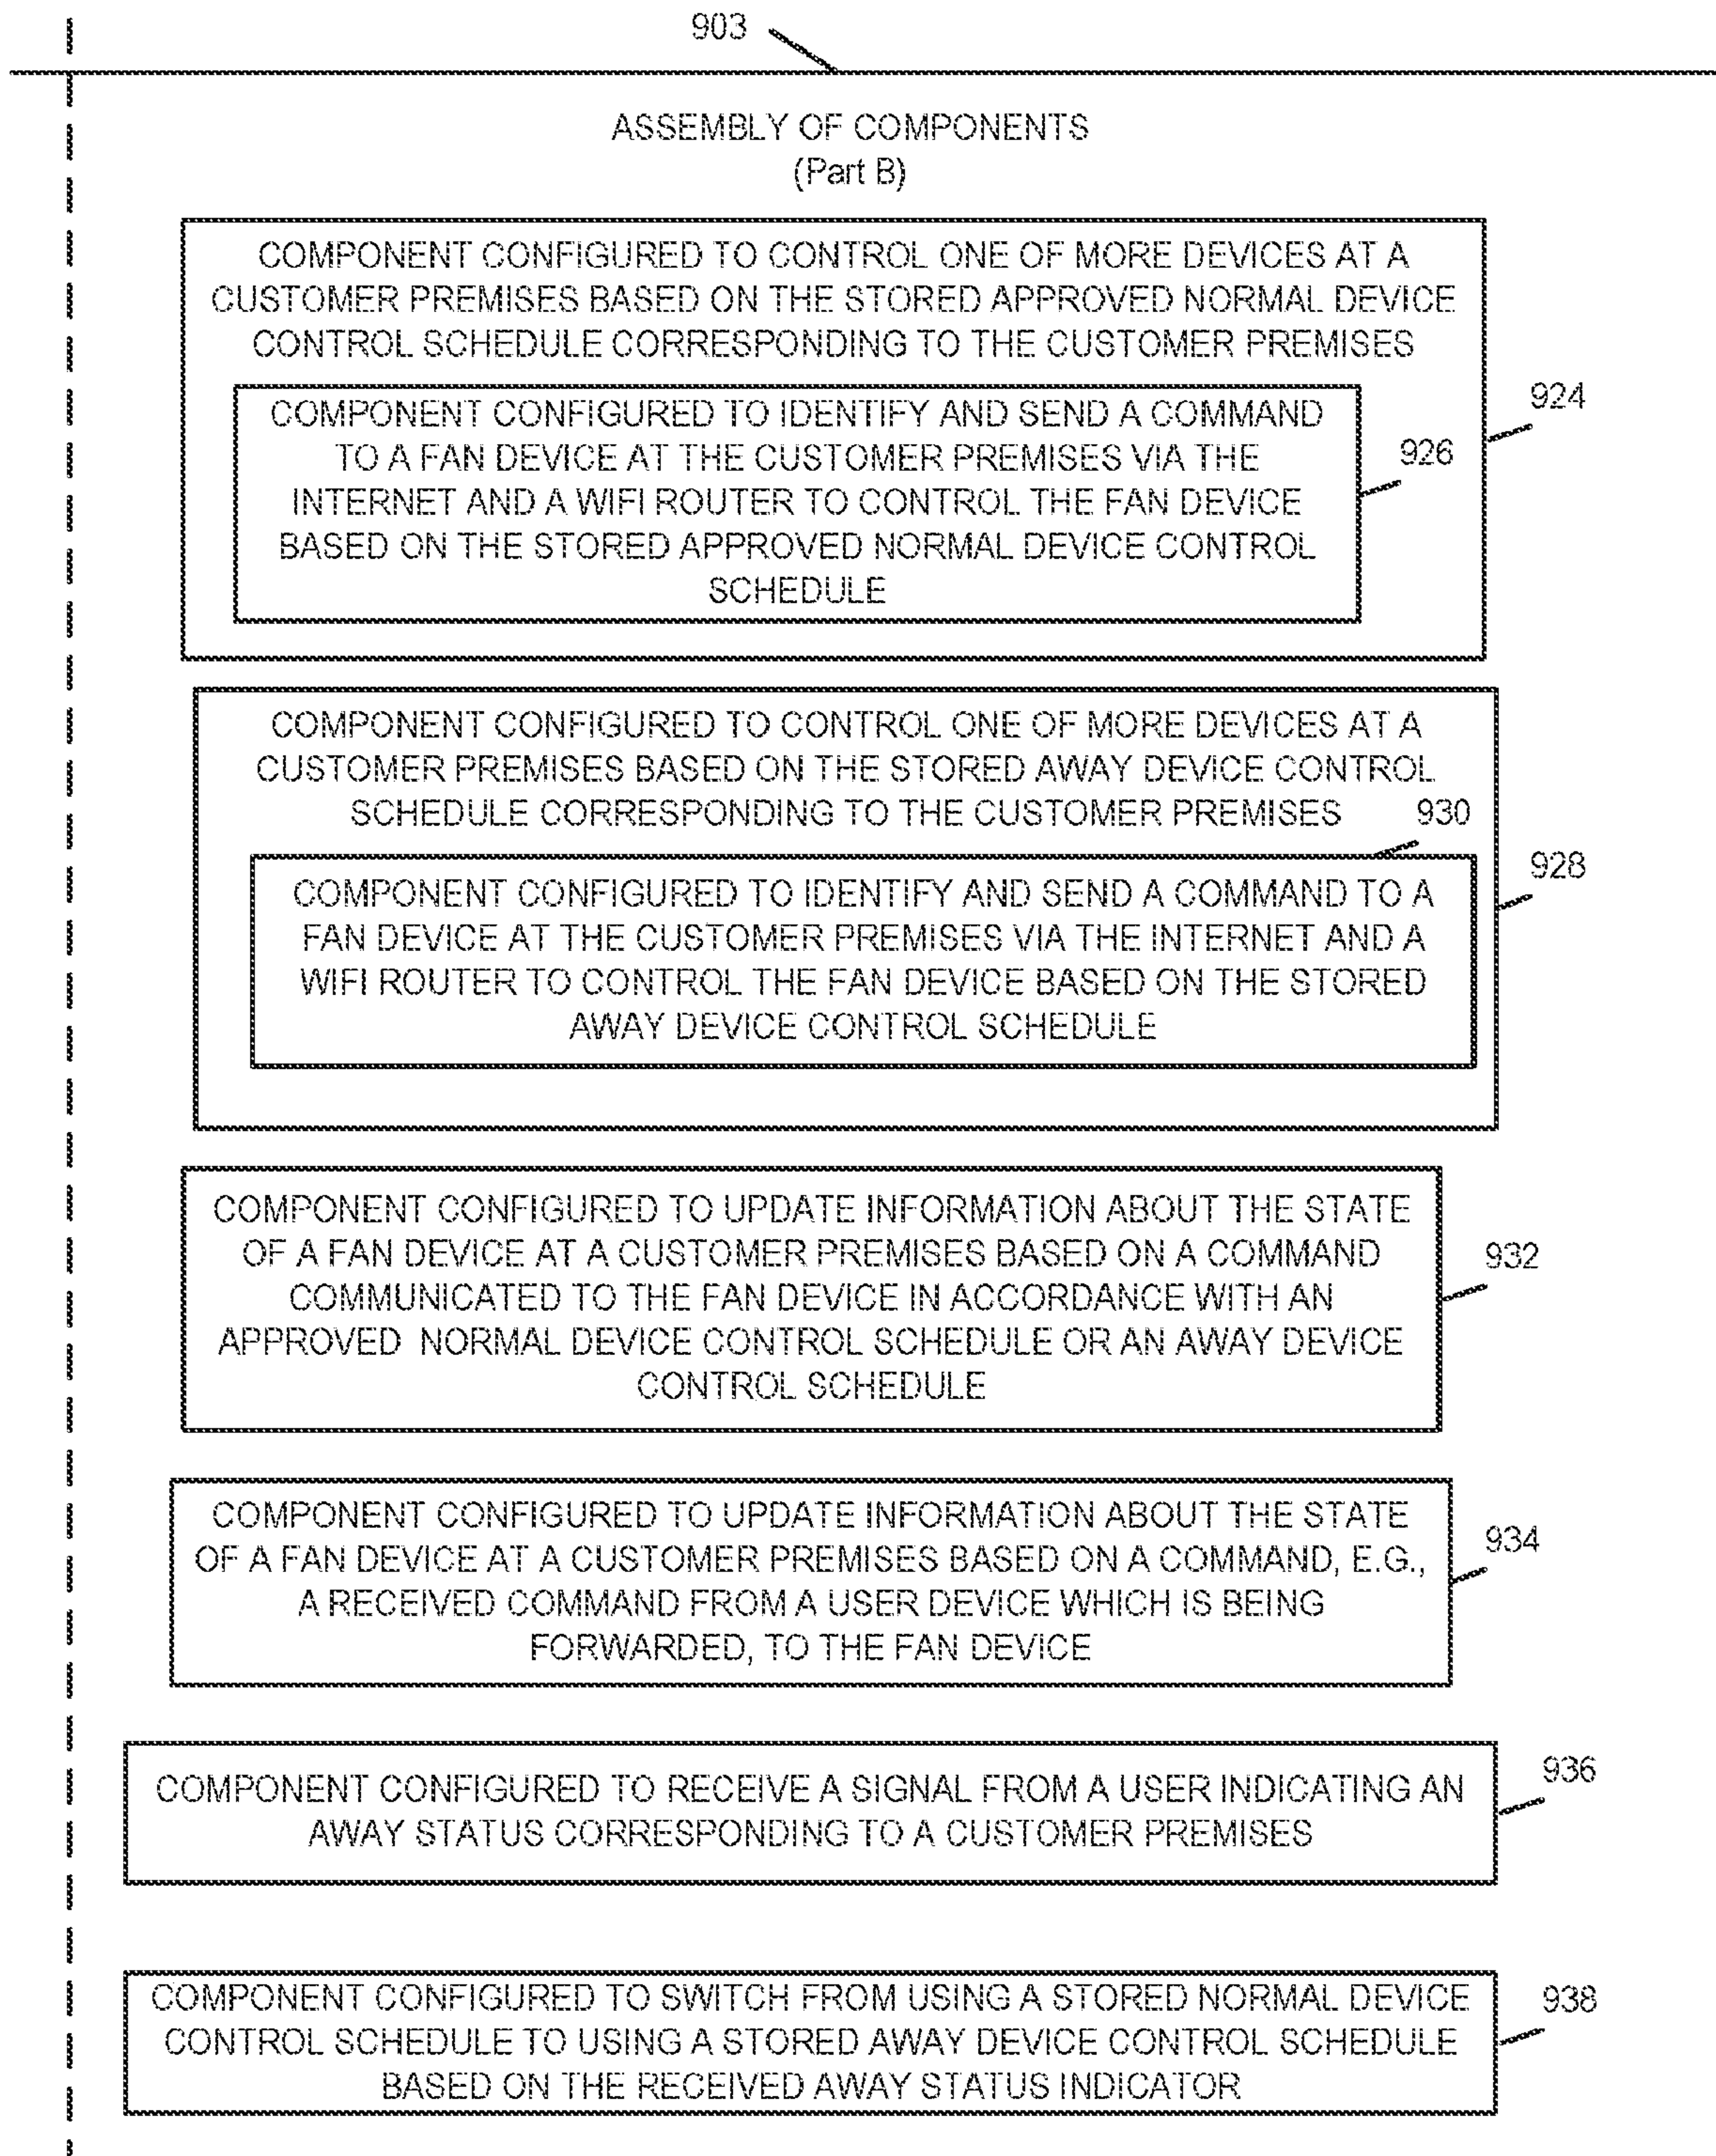 903
ASSEMBLY OF COMPONENTS
(Part B)
COMPONENT CONFIGURED TO CONTROL ONE OF MORE DEVICES AT A
CUSTOMER PREMISES BASED ON THE STORED APPROVED NORMAL DEVICE
CONTROL SCHEDULE CORRESPONDING TO THE CUSTOMER PREMISES
924
COMPONENT CONFIGURED TO IDENTIFY AND SEND A COMMAND
TO A FAN DEVICE AT THE CUSTOMER PREMISES VIA THE
INTERNET AND A WIFI ROUTER TO CONTROL THE FAN DEVICE
BASED ON THE STORED APPROVED NORMAL DEVICE CONTROL
SCHEDULE
926
COMPONENT CONFIGURED TO CONTROL ONE OF MORE DEVICES AT A
CUSTOMER PREMISES BASED ON THE STORED AWAY DEVICE CONTROL
SCHEDULE CORRESPONDING TO THE CUSTOMER PREMISES
930
928
COMPONENT CONFIGURED TO IDENTIFY AND SEND A COMMAND TO A
FAN DEVICE AT THE CUSTOMER PREMISES VIA THE INTERNET AND A
WIFI ROUTER TO CONTROL THE FAN DEVICE BASED ON THE STORED
AWAY DEVICE CONTROL SCHEDULE
COMPONENT CONFIGURED TO UPDATE INFORMATION ABOUT THE STATE
OF A FAN DEVICE AT A CUSTOMER PREMISES BASED ON A COMMAND
COMMUNICATED TO THE FAN DEVICE IN ACCORDANCE WITH AN
APPROVED NORMAL DEVICE CONTROL SCHEDULE OR AN AWAY DEVICE
CONTROL SCHEDULE
932
COMPONENT CONFIGURED TO UPDATE INFORMATION ABOUT THE STATE
OF A FAN DEVICE AT A CUSTOMER PREMISES BASED ON A COMMAND, E.G.,
A RECEIVED COMMAND FROM A USER DEVICE WHICH IS BEING
FORWARDED, TO THE FAN DEVICE
934
COMPONENT CONFIGURED TO RECEIVE A SIGNAL FROM A USER INDICATING AN
AWAY STATUS CORRESPONDING TO A CUSTOMER PREMISES
936
COMPONENT CONFIGURED TO SWITCH FROM USING A STORED NORMAL DEVICE
CONTROL SCHEDULE TO USING A STORED AWAY DEVICE CONTROL SCHEDULE
BASED ON THE RECEIVED AWAY STATUS INDICATOR
938